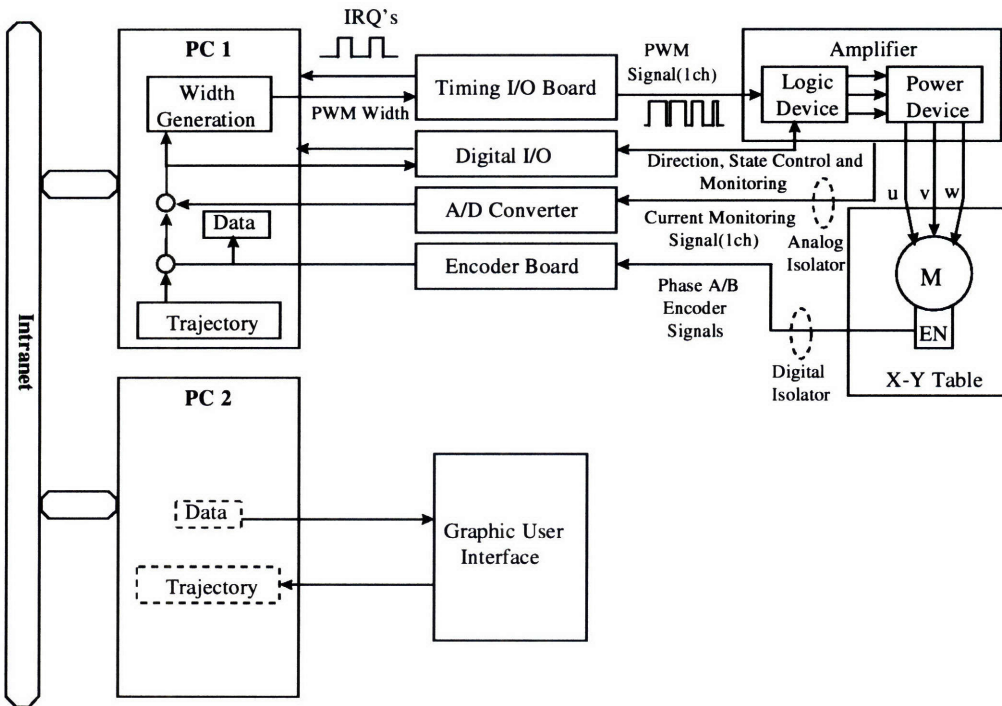 IRQ's
PC 1
Width
Generation
PWM Width
Timing I/O Board
PWM
Signal(1ch)
Amplifier
Logic
Device
Power
Device
Digital I/O
Direction, State Control and
Monitoring
A/D Converter
Current Monitoring
Signal(1ch)
Analog
Isolator
u
v
w
Data
Encoder Board
Phase A/B
Encoder
Signals
M
EN
Trajectory
Digital
Isolator
X-Y Table
Intranet
PC 2
Data
Trajectory
Graphic User
Interface